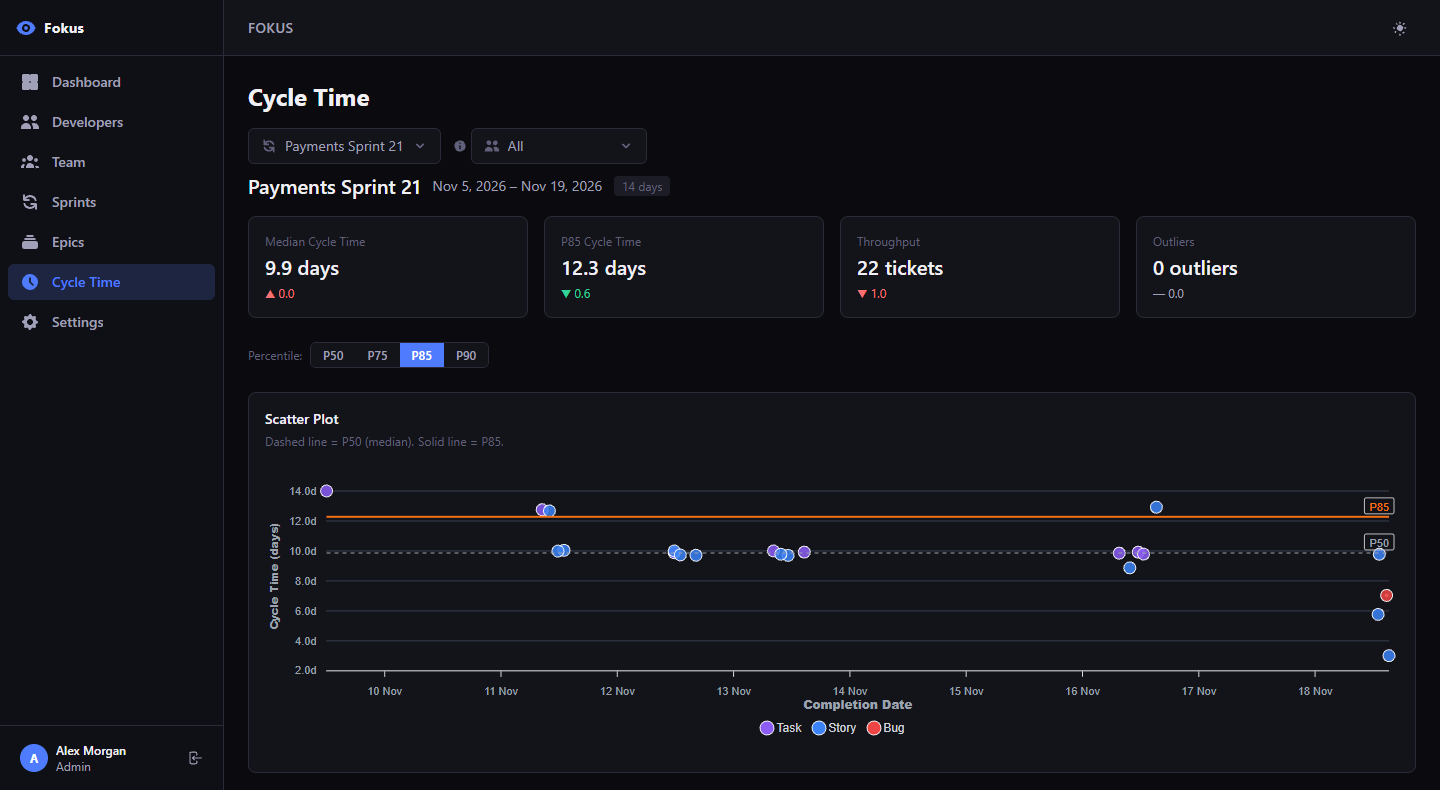 Fokus
FOKUS
Dashboard
Developers
Team
Sprints
Epics
Cycle Time
Settings
Cycle Time
Payments Sprint 21
All
Payments Sprint 21 Nov 5, 2026 – Nov 19, 2026 14 days
Median Cycle Time
9.9 days
▲ 0.0
P85 Cycle Time
12.3 days
▼ 0.6
Throughput
22 tickets
▼ 1.0
Outliers
0 outliers
— 0.0
Percentile: P50 P75 P85 P90
Scatter Plot
Dashed line = P50 (median). Solid line = P85.
Cycle Time (days)
14.0d
12.0d
10.0d
8.0d
6.0d
4.0d
2.0d
P85
P50
10 Nov 11 Nov 12 Nov 13 Nov 14 Nov 15 Nov 16 Nov 17 Nov 18 Nov
Completion Date
Task Story Bug
A
Alex Morgan
Admin